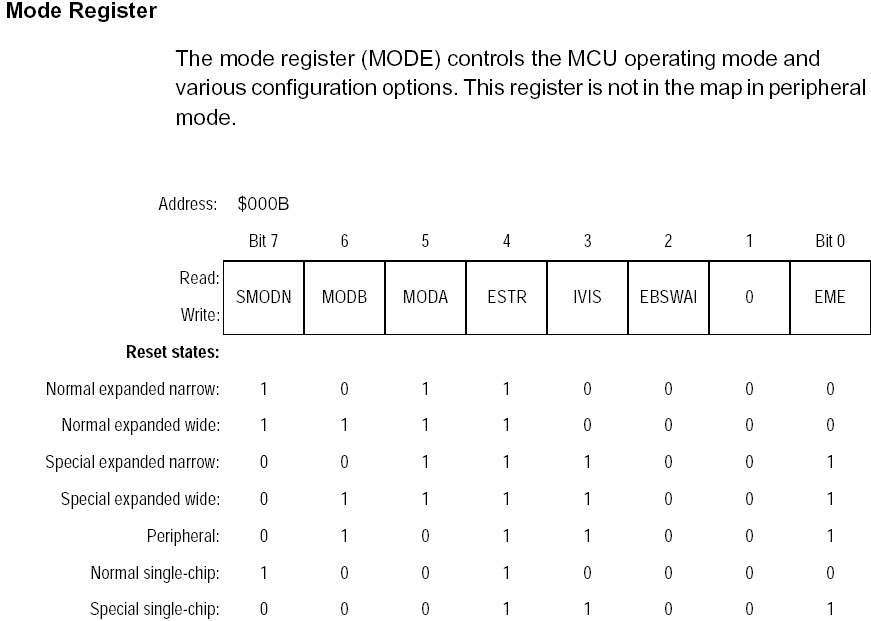 Mode Register
The mode register (MODE) controls the MCU operating mode and
various configuration options. This register is not in the map in peripheral
mode.
Address: $000B
Bit 7 6 5 4 3 2 1 Bit 0
Read:
SMODN MODB MODA ESTR IVIS EBSWAI 0 EME
Write:
Reset states:
Normal expanded narrow: 1 0 1 1 0 0 0 0
Normal expanded wide: 1 1 1 1 0 0 0 0
Special expanded narrow: 0 0 1 1 1 0 0 1
Special expanded wide: 0 1 1 1 1 0 0 1
Peripheral: 0 1 0 1 1 0 0 1
Normal single-chip: 1 0 0 1 0 0 0 0
Special single-chip: 0 0 0 1 1 0 0 1